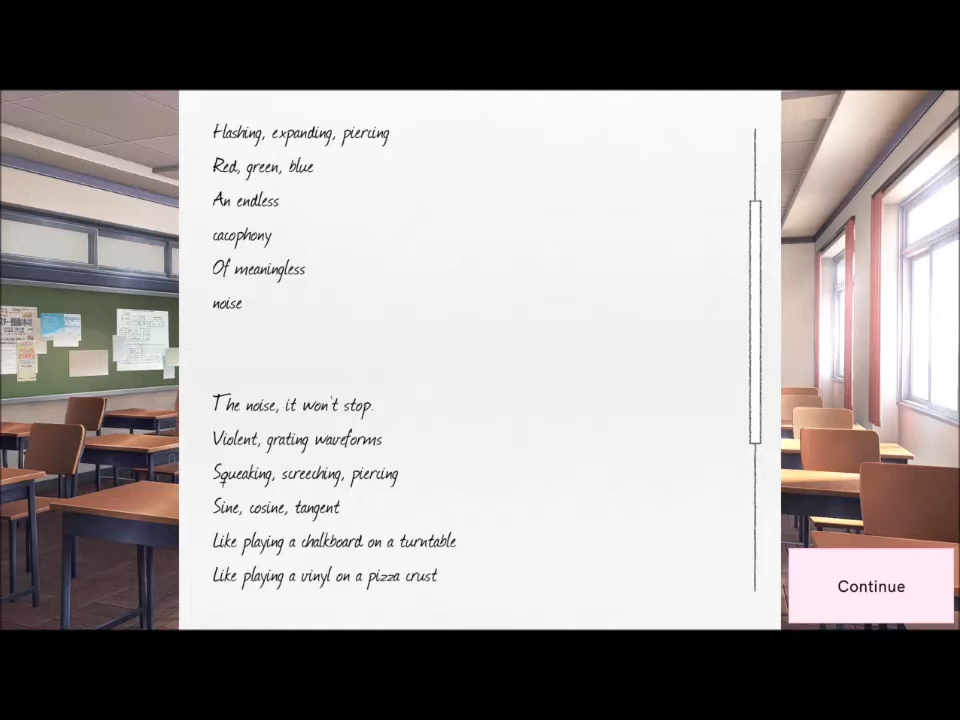 Flashing, expanding, piercing
Red, green, blue
An endless
cacophony
Of meaningless
noise
The noise, it won't stop.
Violent, grating waveforms
Squeaking, screeching, piercing
Sine, cosine, tangent
Like playing a chalkboard on a turntable
Like playing a vinyl on a pizza crust
Continue